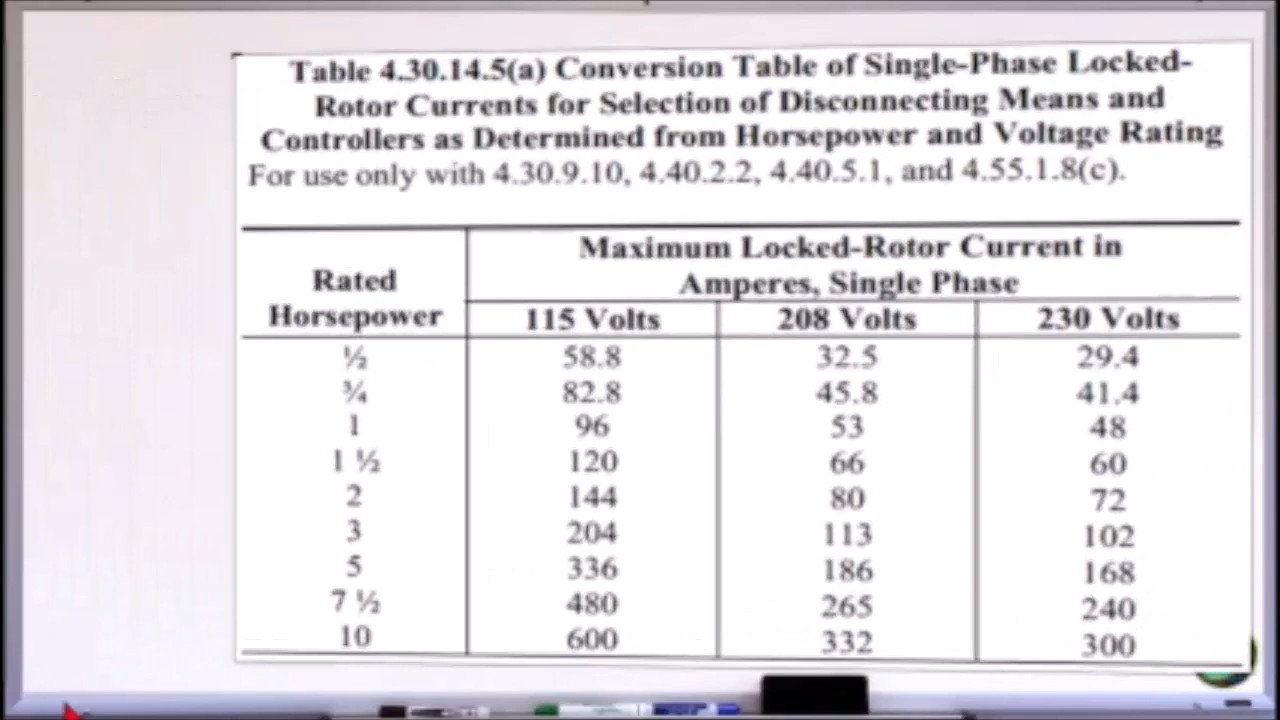 Table 4.30.14.5(a) Conversion Table of Single-Phase Locked-
Rotor Currents for Selection of Disconnecting Means and
Controllers as Determined from Horsepower and Voltage Rating
For use only with 4.30.9.10, 4.40.2.2, 4.40.5.1, and 4.55.1.8(c).
Rated Horsepower
Maximum Locked-Rotor Current in
Amperes, Single Phase
115 Volts 208 Volts 230 Volts
½ 58.8 32.5 29.4
¾ 82.8 45.8 41.4
1 96 53 48
1 ½ 120 66 60
2 144 80 72
3 204 113 102
5 336 186 168
7 ½ 480 265 240
10 600 332 300